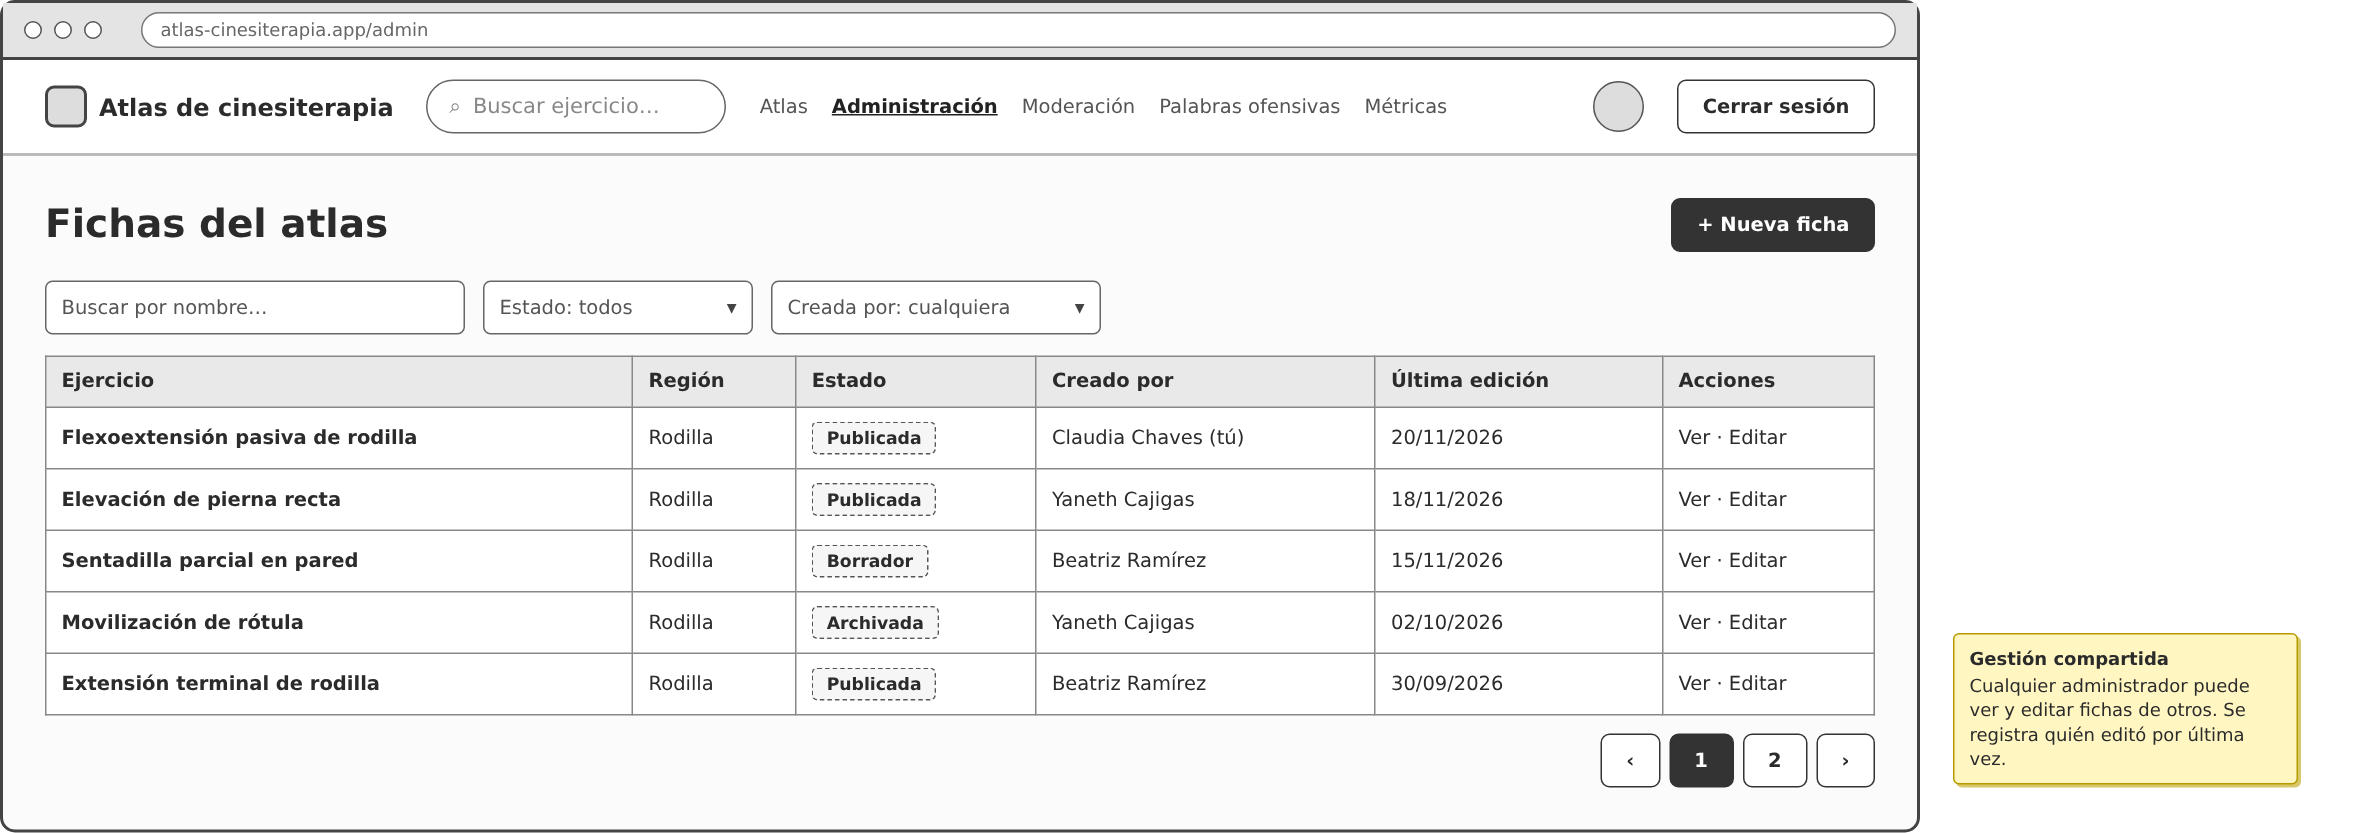 atlas-cinesiterapia.app/admin
Atlas de cinesiterapia
Buscar ejercicio...
Atlas Administración Moderación Palabras ofensivas Métricas
Cerrar sesión
Fichas del atlas
+ Nueva ficha
Buscar por nombre...
Estado: todos ▾
Creada por: cualquiera ▾
Ejercicio Región Estado Creado por Última edición Acciones
Flexoextensión pasiva de rodilla Rodilla Publicada Claudia Chaves (tú) 20/11/2026 Ver · Editar
Elevación de pierna recta Rodilla Publicada Yaneth Cajigas 18/11/2026 Ver · Editar
Sentadilla parcial en pared Rodilla Borrador Beatriz Ramírez 15/11/2026 Ver · Editar
Movilización de rótula Rodilla Archivada Yaneth Cajigas 02/10/2026 Ver · Editar
Extensión terminal de rodilla Rodilla Publicada Beatriz Ramírez 30/09/2026 Ver · Editar
‹ 1 2 ›
Gestión compartida
Cualquier administrador puede
ver y editar fichas de otros. Se
registra quién editó por última
vez.